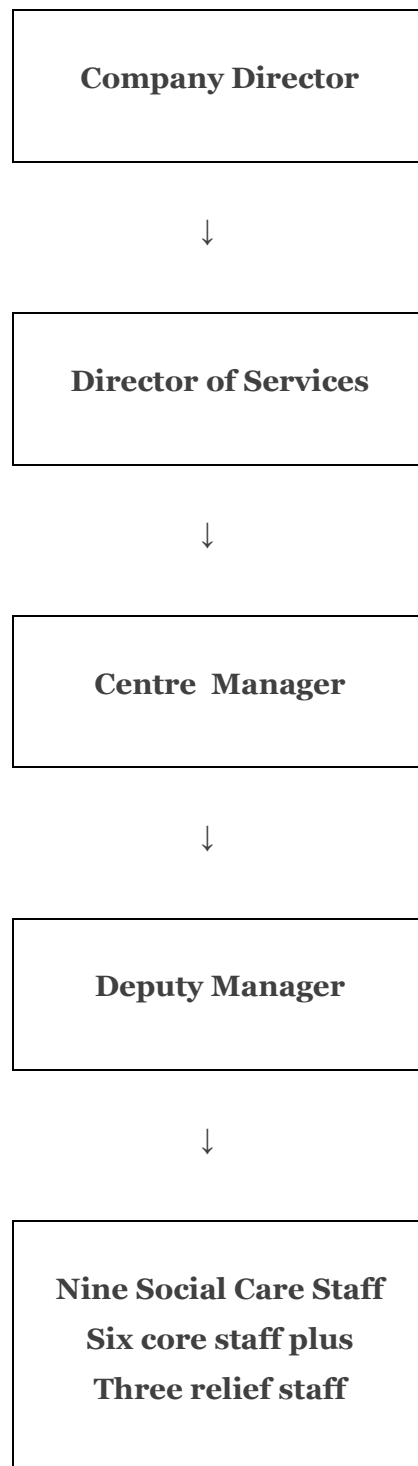 Company Director
↓
Director of Services
↓
Centre Manager
↓
Deputy Manager
↓
Nine Social Care Staff
Six core staff plus
Three relief staff